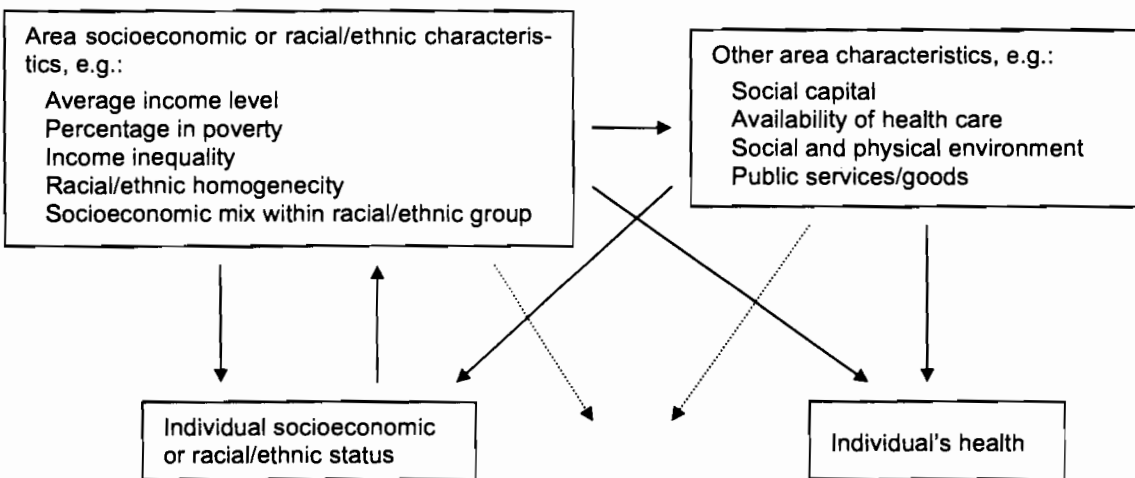 Area socioeconomic or racial/ethnic characteris-
tics, e.g.:
Average income level
Percentage in poverty
Income inequality
Racial/ethnic homogenecity
Socioeconomic mix within racial/ethnic group
Other area characteristics, e.g.:
Social capital
Availability of health care
Social and physical environment
Public services/goods
Individual socioeconomic
or racial/ethnic status
Individual's health